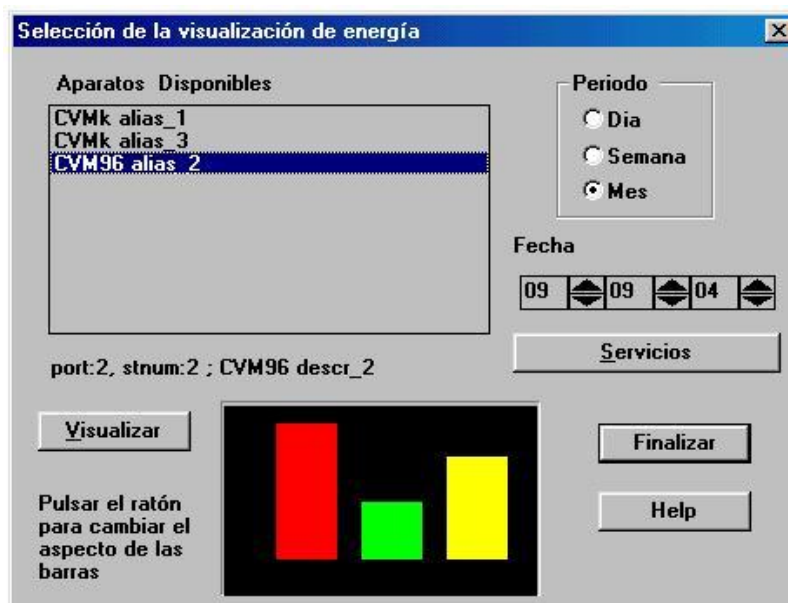 Selección de la visualización de energía
Aparatos Disponibles
CVMk alias_1
CVMk alias_3
CVM96 alias_2
Periodo
Dia
Semana
Mes
Fecha
09 09 04
Servicios
port:2, stnum:2 ; CVM96 descr_2
Visualizar
Finalizar
Help
Pulsar el ratón
para cambiar el
aspecto de las
barras